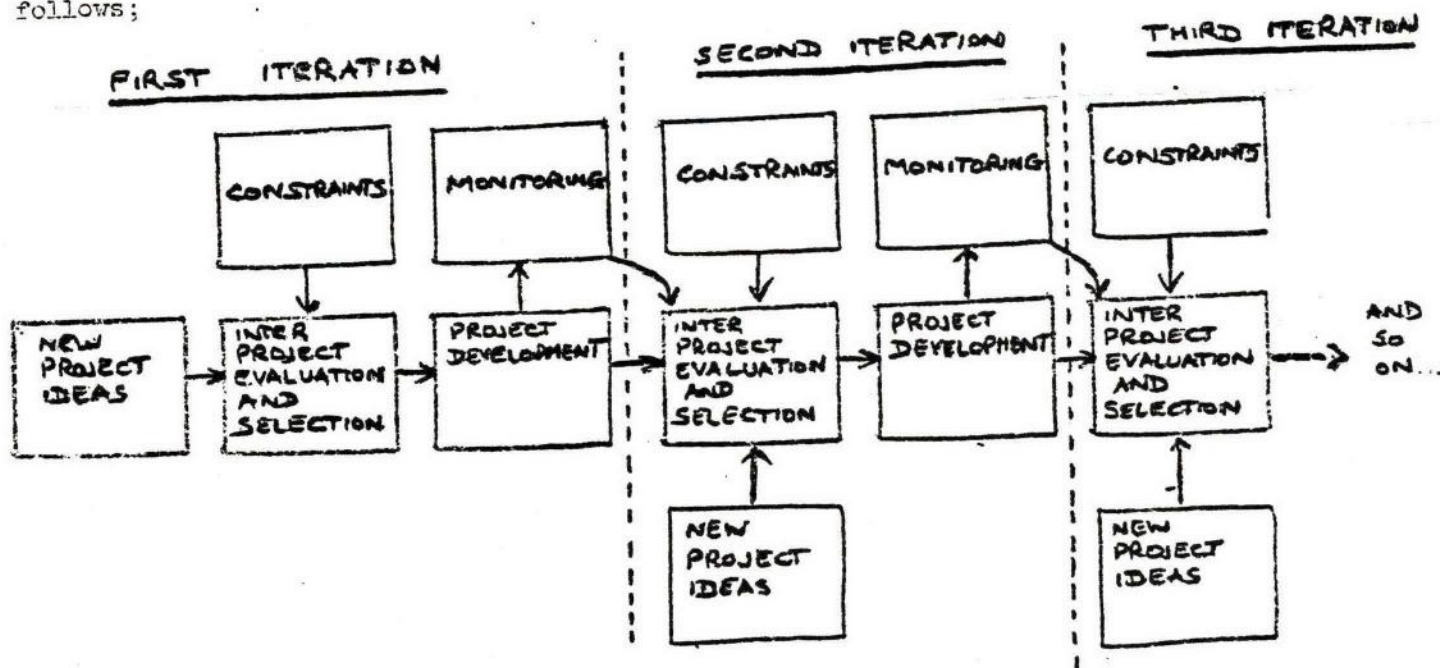 follows;
FIRST ITERATION
SECOND ITERATION
THIRD ITERATION
CONSTRAINTS
MONITORING
CONSTRAINTS
MONITORING
CONSTRAINTS
NEW
PROJECT
IDEAS
INTER
PROJECT
EVALUATION
AND
SELECTION
PROJECT
DEVELOPMENT
INTER
PROJECT
EVALUATION
AND
SELECTION
PROJECT
DEVELOPMENT
INTER
PROJECT
EVALUATION
AND
SELECTION
AND
SO
ON...
NEW
PROJECT
IDEAS
NEW
PROJECT
IDEAS